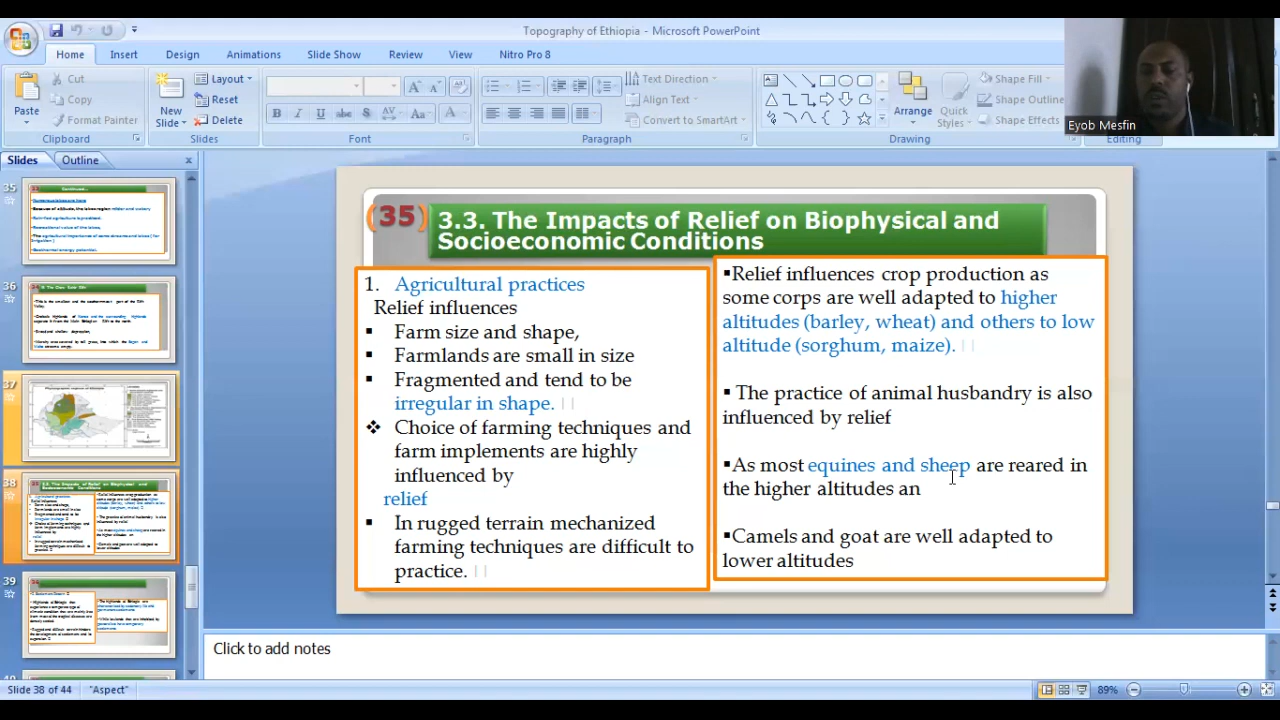 Topography of Ethiopia - Microsoft PowerPoint
Home Insert Design Animations Slide Show Review View Nitro Pro 8
Paste
Cut
Copy
Format Painter
Clipboard
New Slide
Layout
Reset
Delete
Slides
Font
Paragraph
Text Direction
Align Text
Convert to SmartArt
Arrange
Quick Styles
Shape Fill
Shape Outline
Shape Effects
Drawing
Editing
Eyob Mesfin
Slides Outline
35
36
37
38
39
(35) 3.3. The Impacts of Relief on Biophysical and
Socioeconomic Conditions
1. Agricultural practices
Relief influences
▪ Farm size and shape,
▪ Farmlands are small in size
▪ Fragmented and tend to be
irregular in shape.
❖ Choice of farming techniques and
farm implements are highly
influenced by
relief
▪ In rugged terrain mechanized
farming techniques are difficult to
practice.
▪Relief influences crop production as
some corps are well adapted to higher
altitudes (barley, wheat) and others to low
altitude (sorghum, maize).
▪ The practice of animal husbandry is also
influenced by relief
▪As most equines and sheep are reared in
the higher altitudes an
▪Camels and goat are well adapted to
lower altitudes
Click to add notes
Slide 38 of 44 "Aspect" 89%